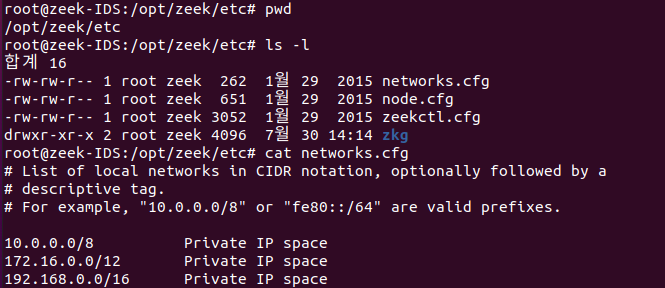 root@zeek-IDS:/opt/zeek/etc# pwd
/opt/zeek/etc
root@zeek-IDS:/opt/zeek/etc# ls -l
합계 16
-rw-rw-r-- 1 root zeek  262  1월 29  2015 networks.cfg
-rw-rw-r-- 1 root zeek  651  1월 29  2015 node.cfg
-rw-rw-r-- 1 root zeek 3052  1월 29  2015 zeekctl.cfg
drwxr-xr-x 2 root zeek 4096  7월 30 14:14 zkg
root@zeek-IDS:/opt/zeek/etc# cat networks.cfg
# List of local networks in CIDR notation, optionally followed by a
# descriptive tag.
# For example, "10.0.0.0/8" or "fe80::/64" are valid prefixes.
10.0.0.0/8          Private IP space
172.16.0.0/12       Private IP space
192.168.0.0/16      Private IP space